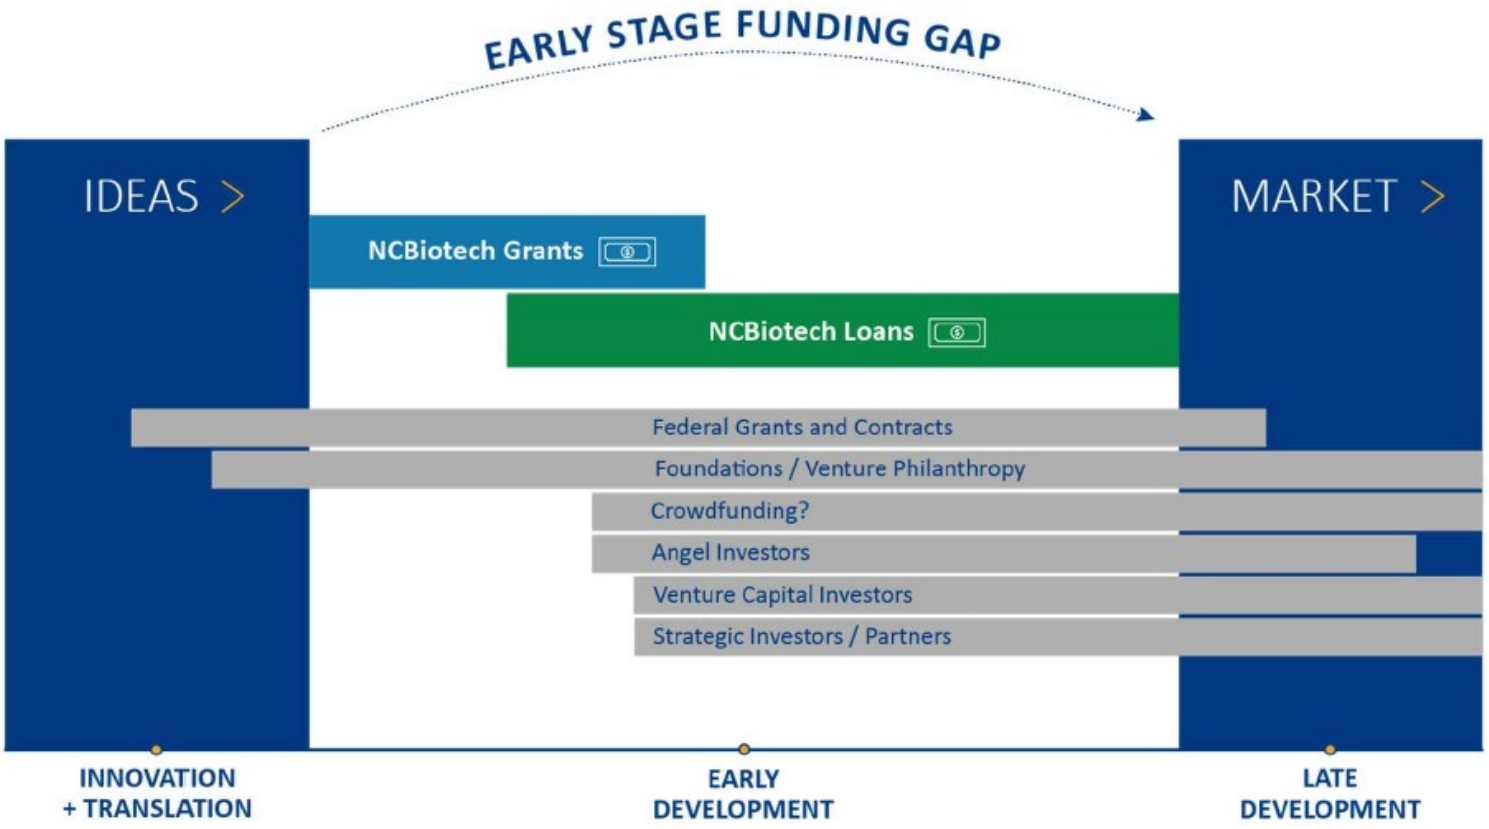 EARLY STAGE FUNDING GAP
IDEAS >
MARKET >
NCBiotech Grants
NCBiotech Loans
Federal Grants and Contracts
Foundations / Venture Philanthropy
Crowdfunding?
Angel Investors
Venture Capital Investors
Strategic Investors / Partners
INNOVATION
+ TRANSLATION
EARLY
DEVELOPMENT
LATE
DEVELOPMENT